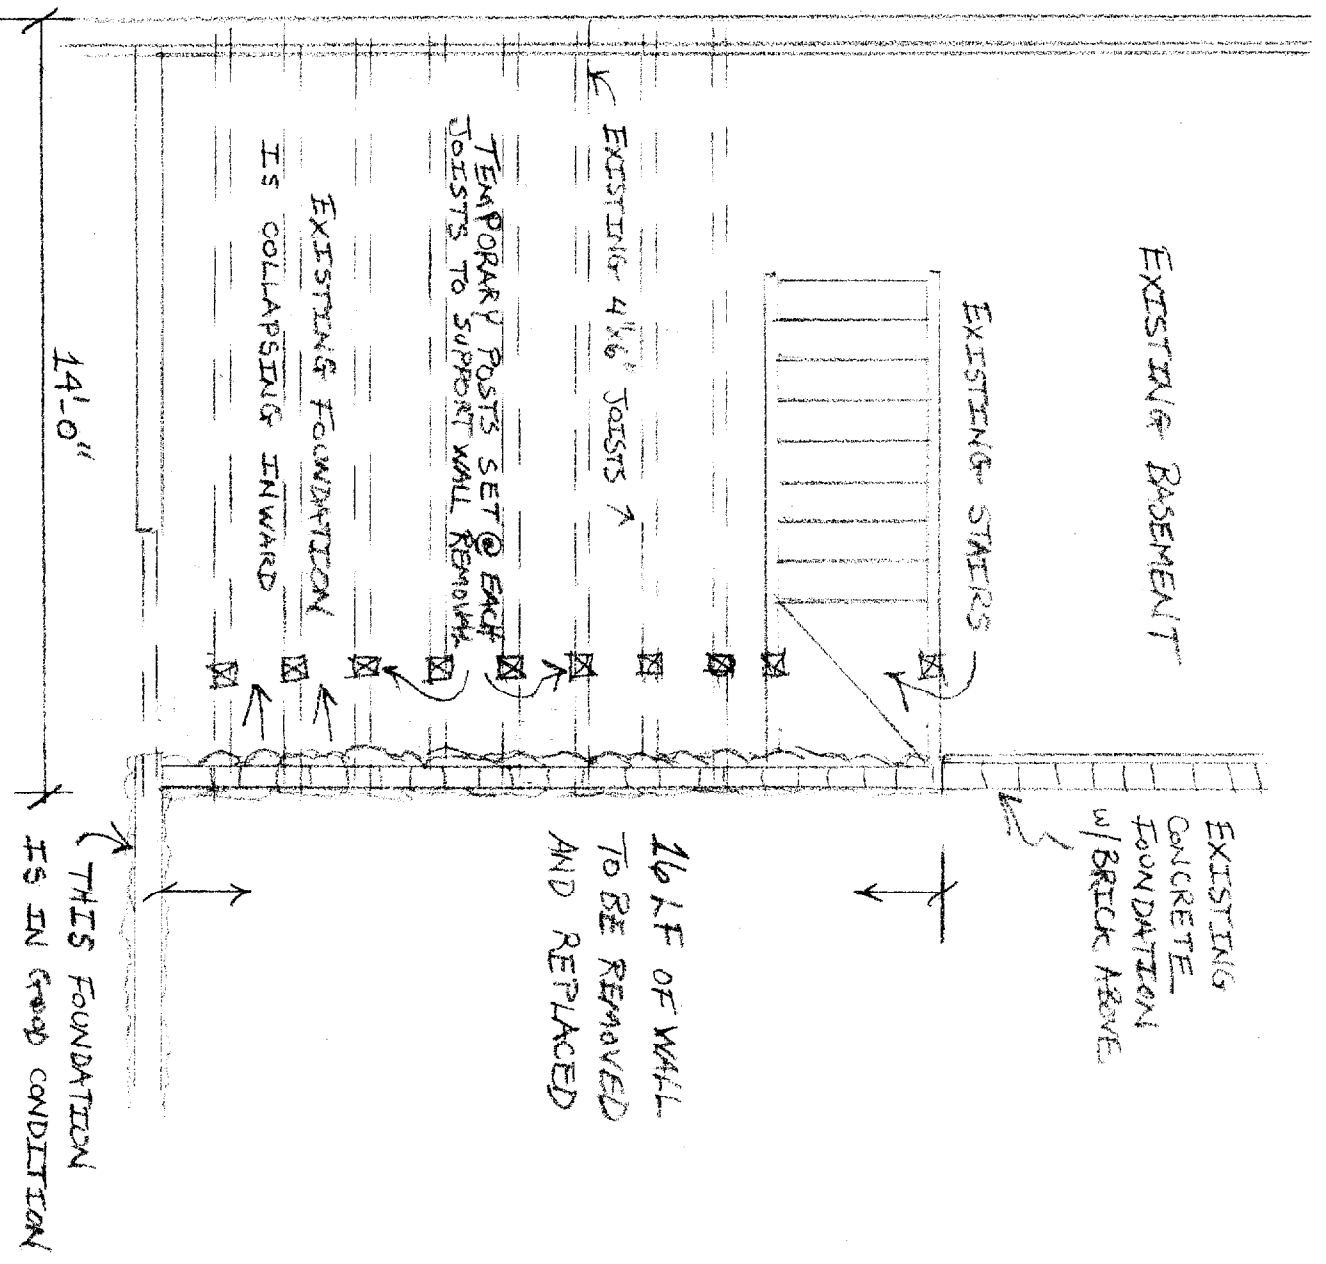 EXISTING BASEMENT
EXISTING STAIRS
EXISTING 4"X6" JOISTS
TEMPORARY POSTS SET @ EACH
JOISTS TO SUPPORT WALL REMOVAL
EXISTING FOUNDATION
IS COLLAPSING INWARD
14'-0"
EXISTING
CONCRETE
FOUNDATION
W/BRICK ABOVE
16 LF OF WALL
TO BE REMOVED
AND REPLACED
THIS FOUNDATION
IS IN GOOD CONDITION